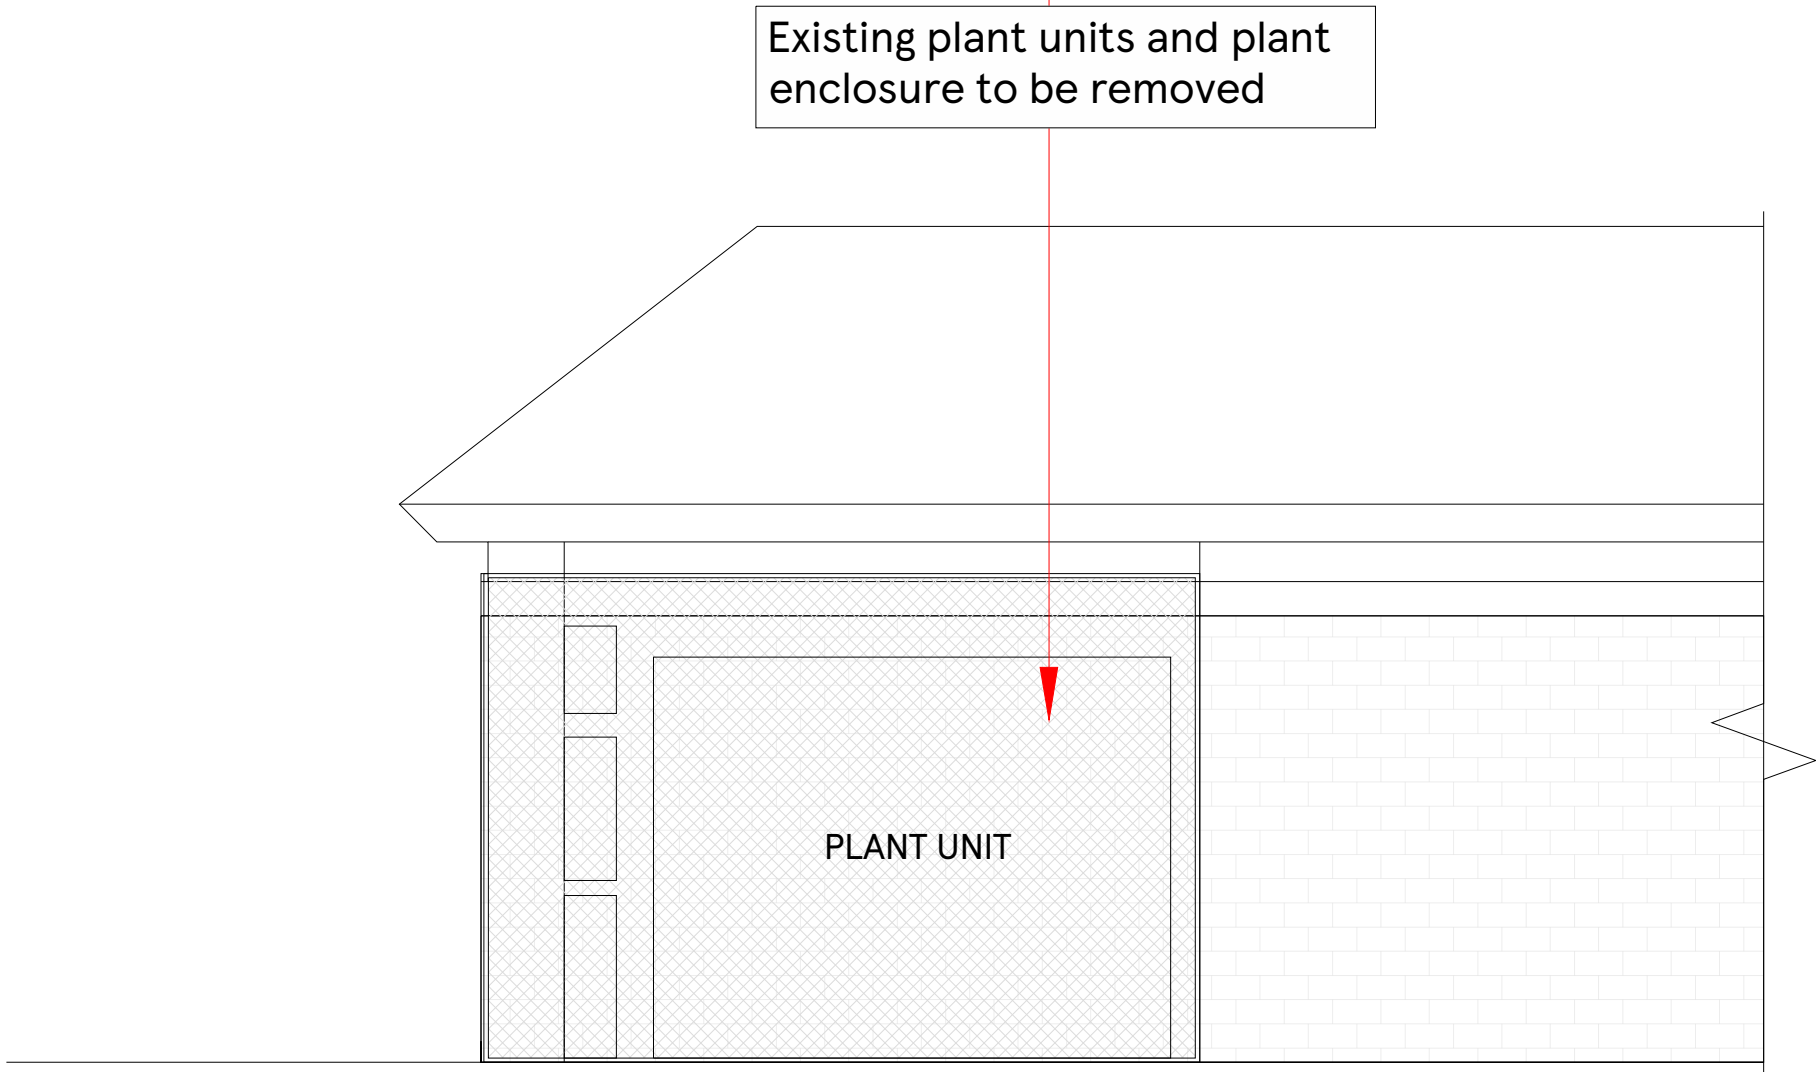 Existing plant units and plant
enclosure to be removed
PLANT UNIT